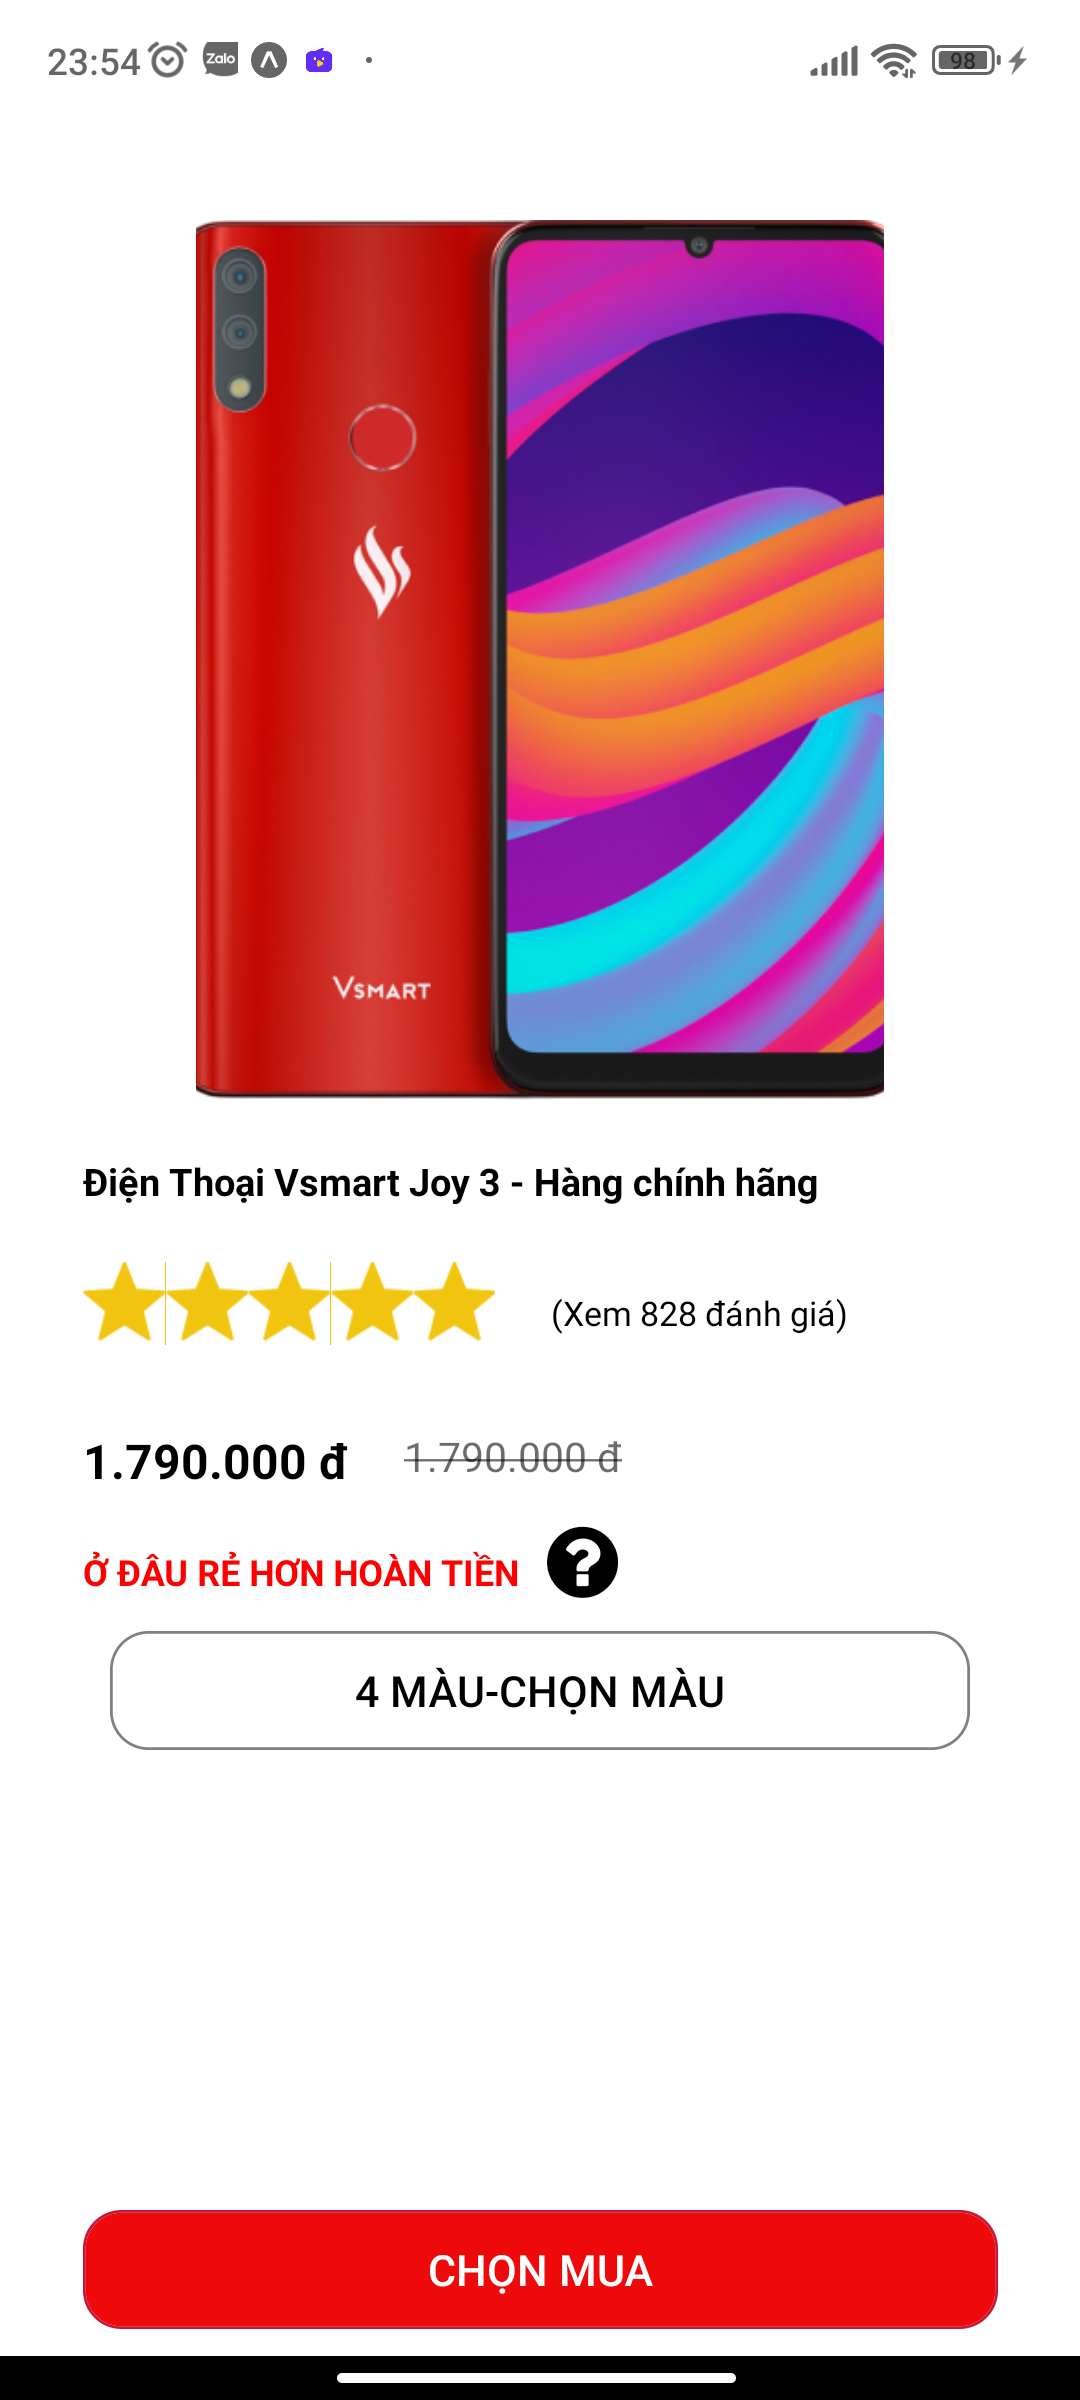 23:54
Zalo
98
VSMART
Điện Thoại Vsmart Joy 3 - Hàng chính hãng
(Xem 828 đánh giá)
1.790.000 đ 1.790.000 đ
Ở ĐÂU RẺ HƠN HOÀN TIỀN ?
4 MÀU-CHỌN MÀU
CHỌN MUA